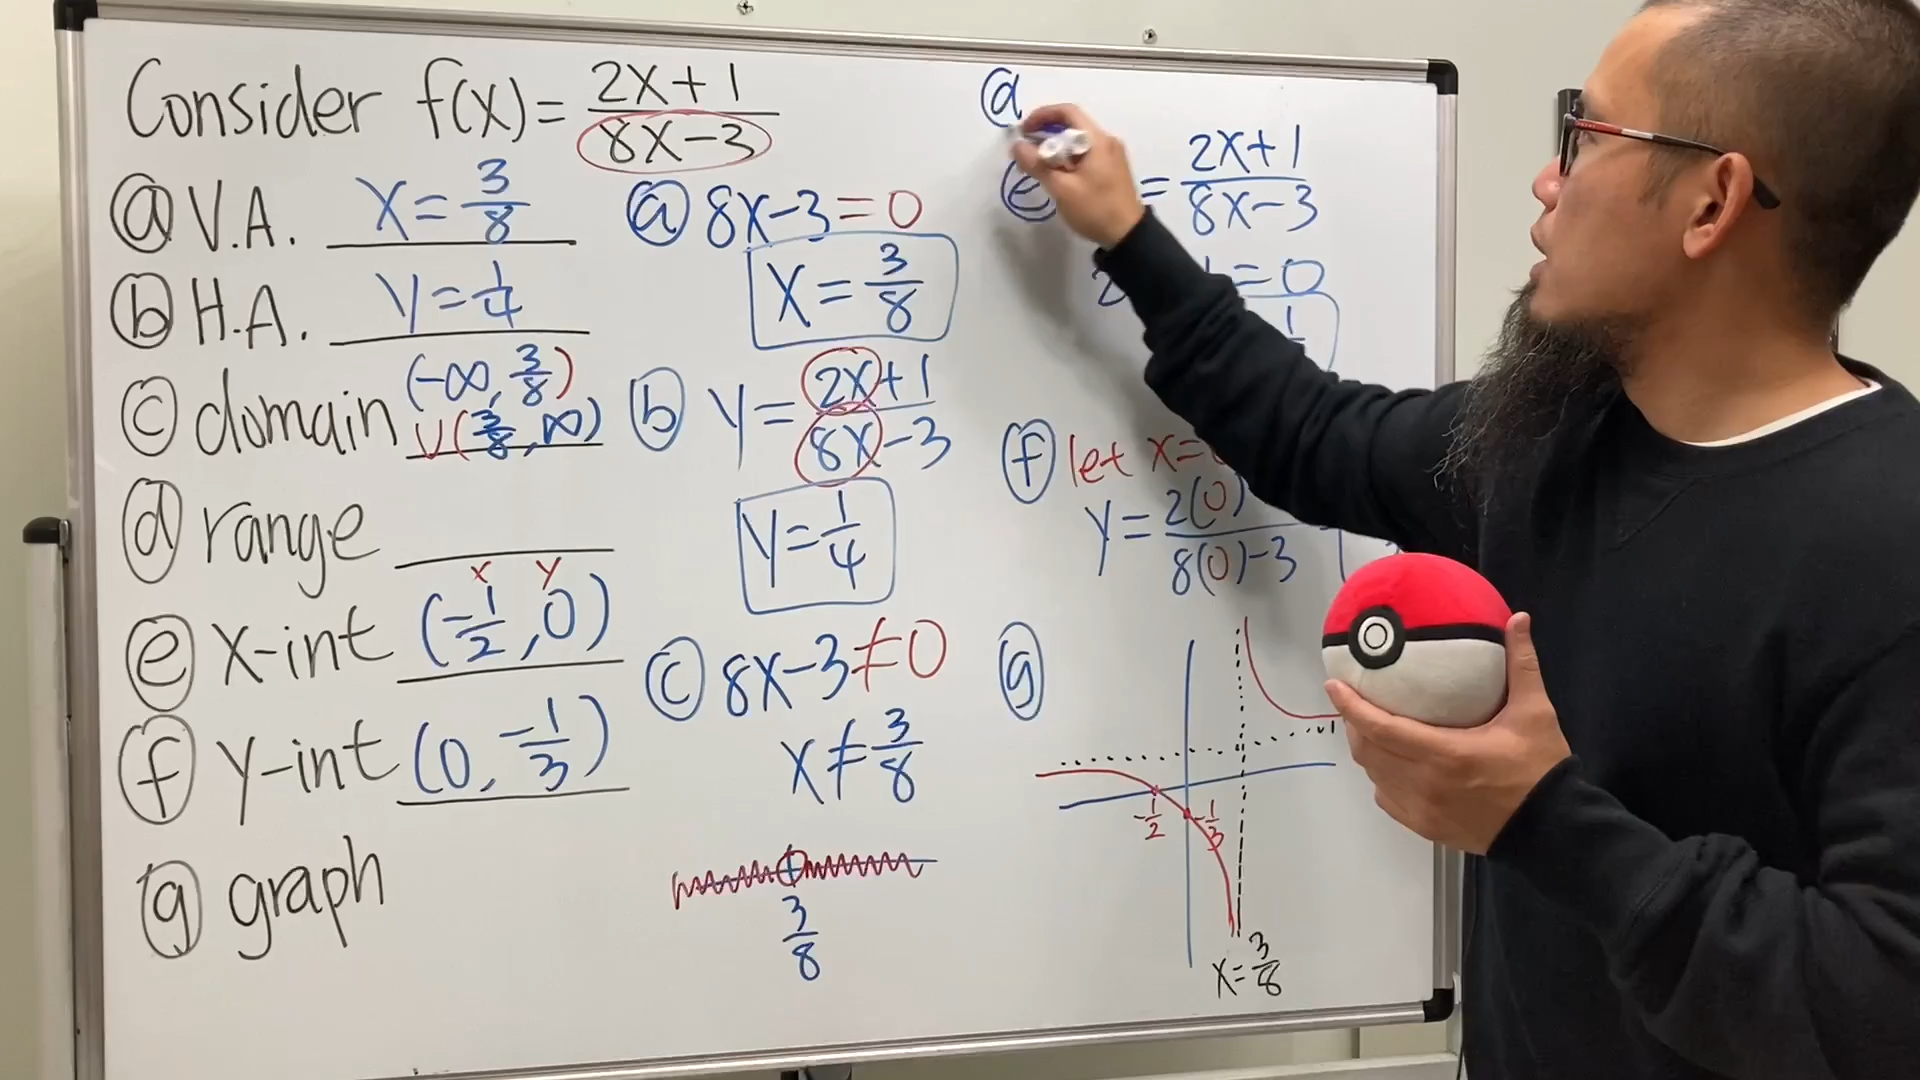 Consider f(x) = 2x+1 / 8x-3
ⓐ V.A. x = 3/8
ⓑ H.A. y = 1/4
ⓒ domain (-∞, 3/8) ∪ (3/8, ∞)
ⓓ range
x y
ⓔ x-int (-1/2, 0)
ⓕ y-int (0, -1/3)
ⓖ graph
ⓐ 8x-3 = 0
x = 3/8
ⓑ y = 2x+1 / 8x-3
y = 1/4
ⓒ 8x-3 ≠ 0
x ≠ 3/8
3/8
ⓓ
ⓔ = 2x+1 / 8x-3
2 = 0
ⓕ let x =
y = 2(0) / 8(0)-3
ⓖ
-1/2 -1/3
x = 3/8